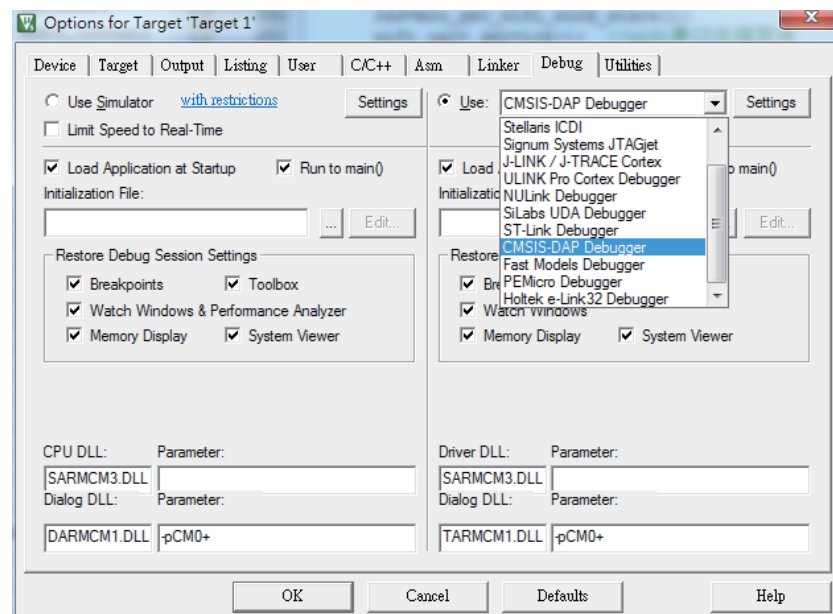 Options for Target 'Target 1'
Device Target Output Listing User C/C++ Asm Linker Debug Utilities
Use Simulator with restrictions Settings
Limit Speed to Real-Time
Use: CMSIS-DAP Debugger Settings
Stellaris ICDI
Signum Systems JTAGjet
J-LINK / J-TRACE Cortex
ULINK Pro Cortex Debugger
NULink Debugger
SiLabs UDA Debugger
ST-Link Debugger
CMSIS-DAP Debugger
Fast Models Debugger
PEMicro Debugger
Holtek e-Link32 Debugger
Load Application at Startup Run to main()
Initialization File:
... Edit...
Restore Debug Session Settings
Breakpoints Toolbox
Watch Windows & Performance Analyzer
Memory Display System Viewer
Load main()
Edit...
Watch Windows
Memory Display System Viewer
CPU DLL: Parameter:
SARMCM3.DLL
Dialog DLL: Parameter:
DARMCM1.DLL -pCM0+
Driver DLL: Parameter:
SARMCM3.DLL
Dialog DLL: Parameter:
TARMCM1.DLL -pCM0+
OK Cancel Defaults Help